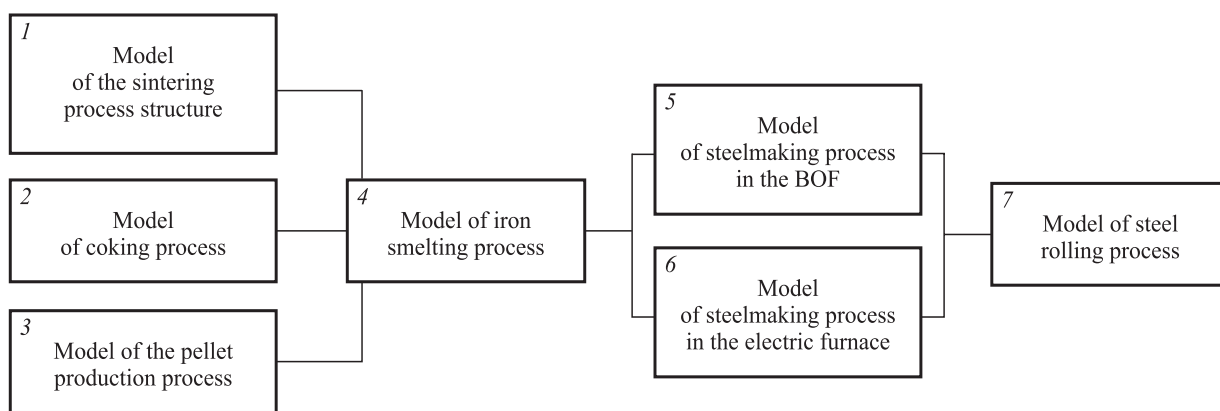 1
Model
of the sintering
process structure
2
Model
of coking process
3
Model of the pellet
production process
4
Model of iron
smelting process
5
Model
of steelmaking process
in the BOF
6
Model
of steelmaking process
in the electric furnace
7
Model of steel
rolling process